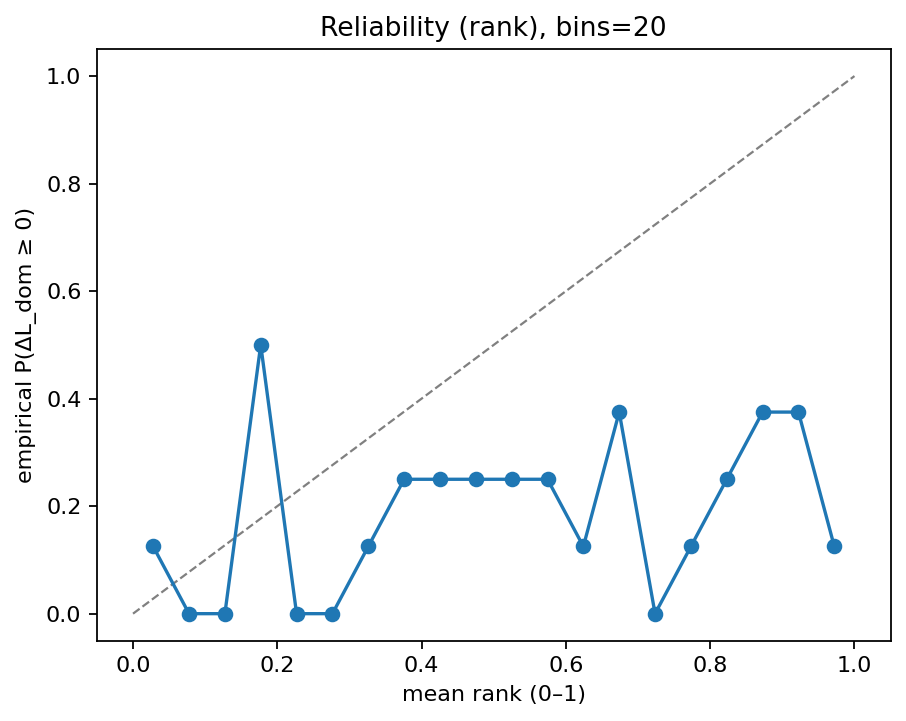 Reliability (rank), bins=20
empirical P(ΔL_dom ≥ 0)
1.0
0.8
0.6
0.4
0.2
0.0
0.0 0.2 0.4 0.6 0.8 1.0
mean rank (0–1)